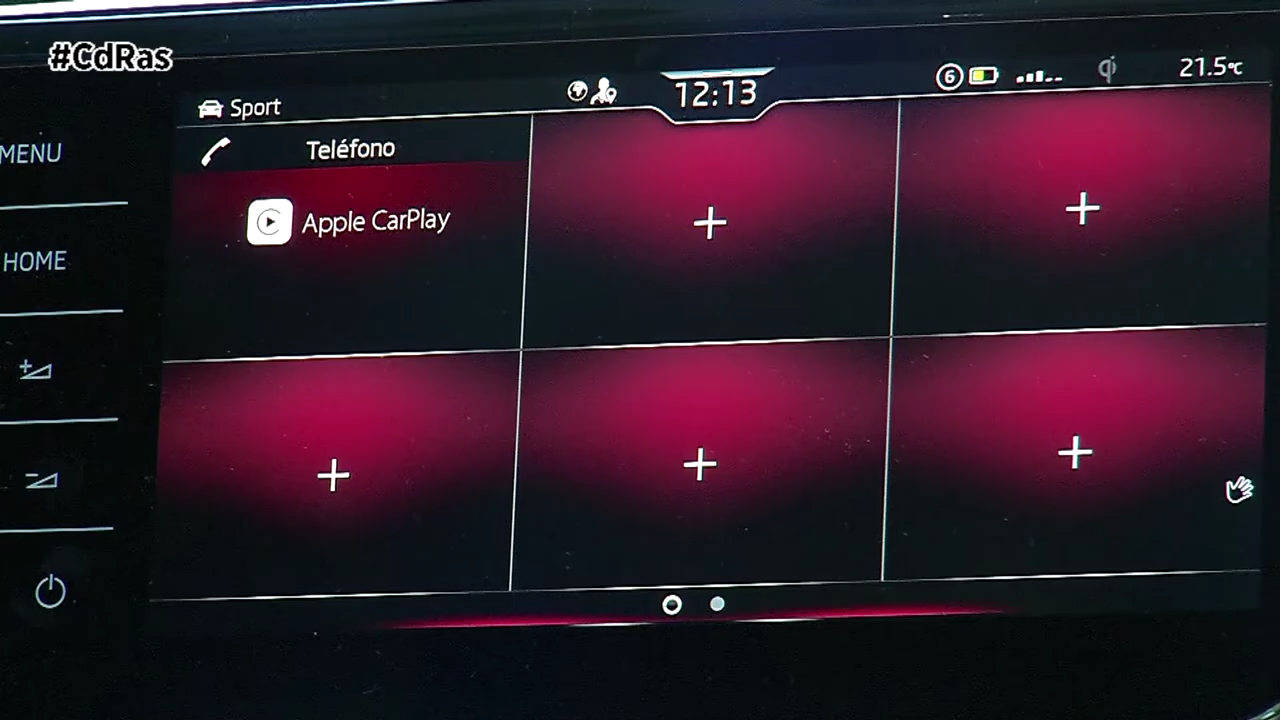 #CdRas
Sport
12:13
6
21.5°C
MENU
Teléfono
Apple CarPlay
HOME